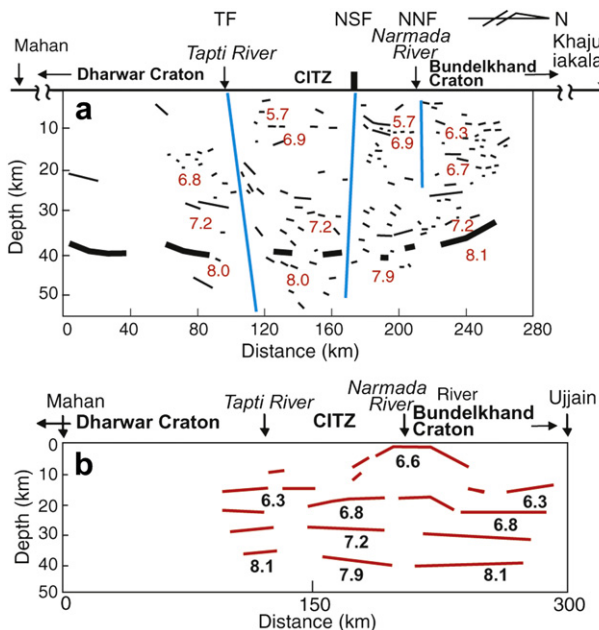 TF NSF NNF N
Mahan Tapti River Narmada River Khaju
iakala
Dharwar Craton CITZ Bundelkhand
Craton
a
5.7 5.7
10 6.9 6.9 6.3
20 6.8 6.7
30 7.2 7.2 7.2
40 8.0 8.0 7.9 8.1
50
Depth (km)
0 40 80 120 160 200 240 280
Distance (km)
Mahan Tapti River Narmada River River Ujjain
Dharwar Craton CITZ Bundelkhand
Craton
b
0
6.6
10
6.3 6.3
20 6.8 6.8
30 7.2
40 8.1 7.9 8.1
50
Depth (km)
0 150 300
Distance (km)